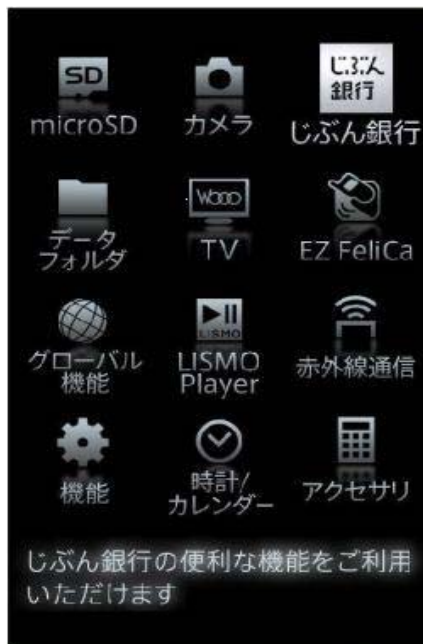 SD
microSD
カメラ
じぶん
銀行
じぶん銀行
データ
フォルダ
Wooo
TV
EZ FeliCa
グローバル
機能
LISMO
LISMO
Player
赤外線通信
機能
時計/
カレンダー
アクセサリ
じぶん銀行の便利な機能をご利用
いただけます